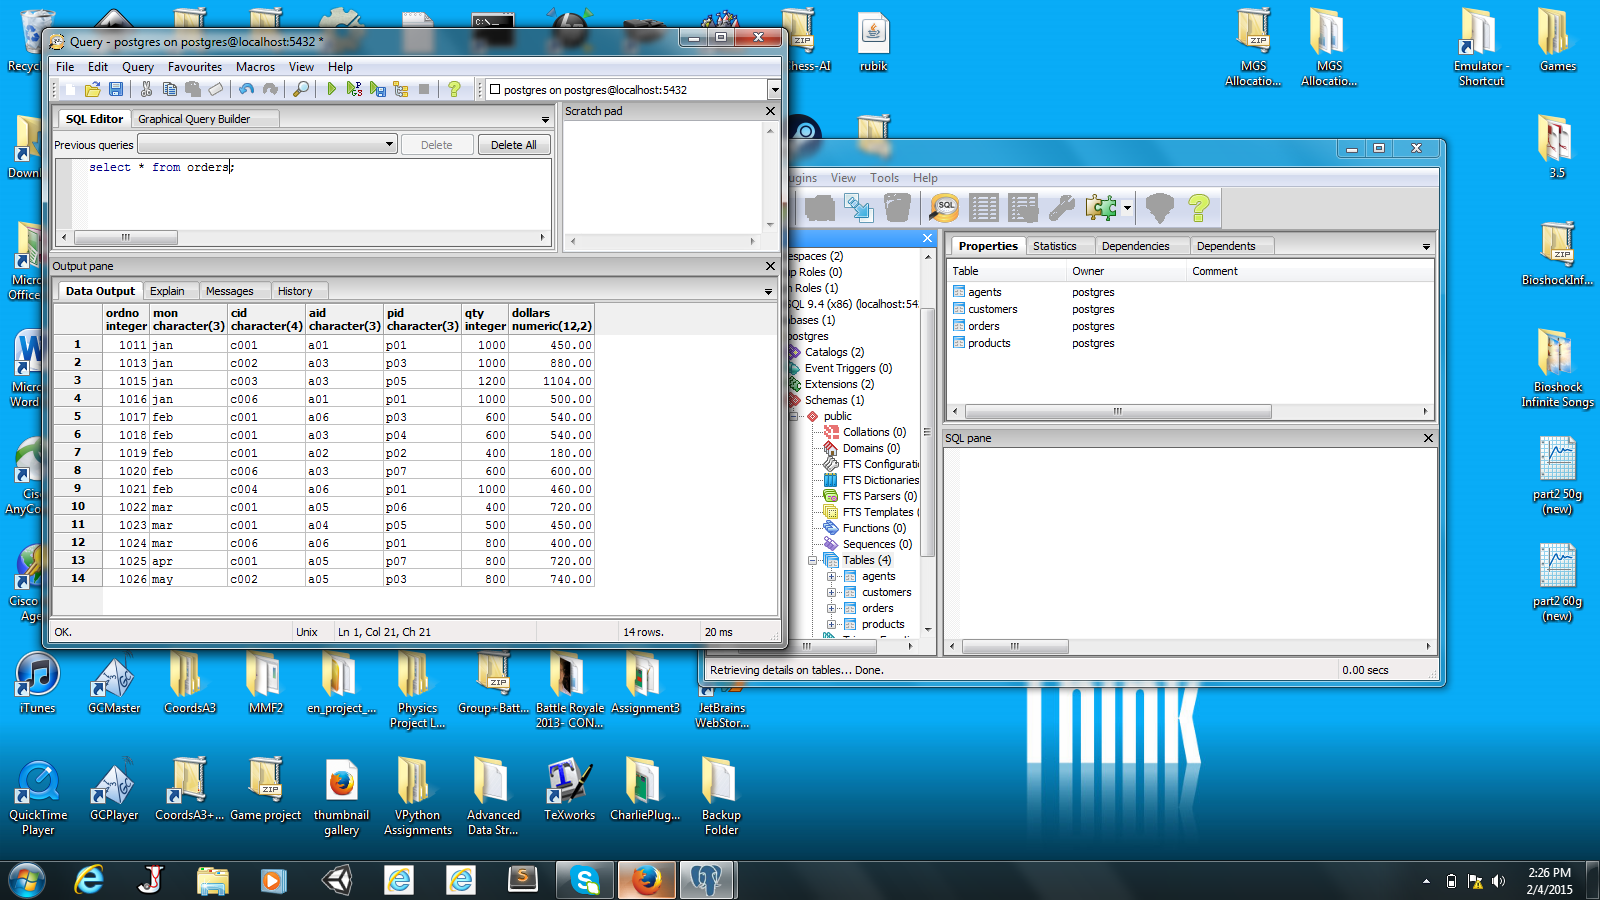 Query - postgres on postgres@localhost:5432 *
File Edit Query Favourites Macros View Help
postgres on postgres@localhost:5432
SQL Editor Graphical Query Builder
Previous queries Delete Delete All
select * from orders;
Scratch pad
Output pane
Data Output Explain Messages History
ordno mon cid aid pid qty dollars
integer character(3) character(4) character(3) character(3) integer numeric(12,2)
1 1011 jan c001 a01 p01 1000 450.00
2 1013 jan c002 a03 p03 1000 880.00
3 1015 jan c003 a03 p05 1200 1104.00
4 1016 jan c006 a01 p01 1000 500.00
5 1017 feb c001 a06 p03 600 540.00
6 1018 feb c001 a03 p04 600 540.00
7 1019 feb c001 a02 p02 400 180.00
8 1020 feb c006 a03 p07 600 600.00
9 1021 feb c004 a06 p01 1000 460.00
10 1022 mar c001 a05 p06 400 720.00
11 1023 mar c001 a04 p05 500 450.00
12 1024 mar c006 a06 p01 800 400.00
13 1025 apr c001 a05 p07 800 720.00
14 1026 may c002 a05 p03 800 740.00
OK. Unix Ln 1, Col 21, Ch 21 14 rows. 20 ms
ugins View Tools Help
SQL
espaces (2)
up Roles (0)
n Roles (1)
SQL 9.4 (x86) (localhost:54
bases (1)
postgres
Catalogs (2)
Event Triggers (0)
Extensions (2)
Schemas (1)
public
Collations (0)
Domains (0)
FTS Configurati
FTS Dictionaries
FTS Parsers (0)
FTS Templates (
Functions (0)
Sequences (0)
Tables (4)
agents
customers
orders
products
Properties Statistics Dependencies Dependents
Table Owner Comment
agents postgres
customers postgres
orders postgres
products postgres
SQL pane
Retrieving details on tables... Done. 0.00 secs
Recyc
Downl
Micro
Office
Micro
Word
Cisc
AnyCo
Cisco
Age
hess-AI
rubik
MGS
Allocatio...
MGS
Allocatio...
Emulator -
Shortcut
Games
3.5
BioshockInf...
Bioshock
Infinite Songs
part2 50g
(new)
part2 60g
(new)
iTunes
GCMaster
CoordsA3
MMF2
en_project_...
Physics
Project L...
Group+Batt...
Battle Royale
2013- CON...
Assignment3
JetBrains
WebStor...
QuickTime
Player
GCPlayer
CoordsA3+...
Game project
thumbnail
gallery
VPython
Assignments
Advanced
Data Str...
TeXworks
CharliePlug...
Backup
Folder
Think
2:26 PM
2/4/2015